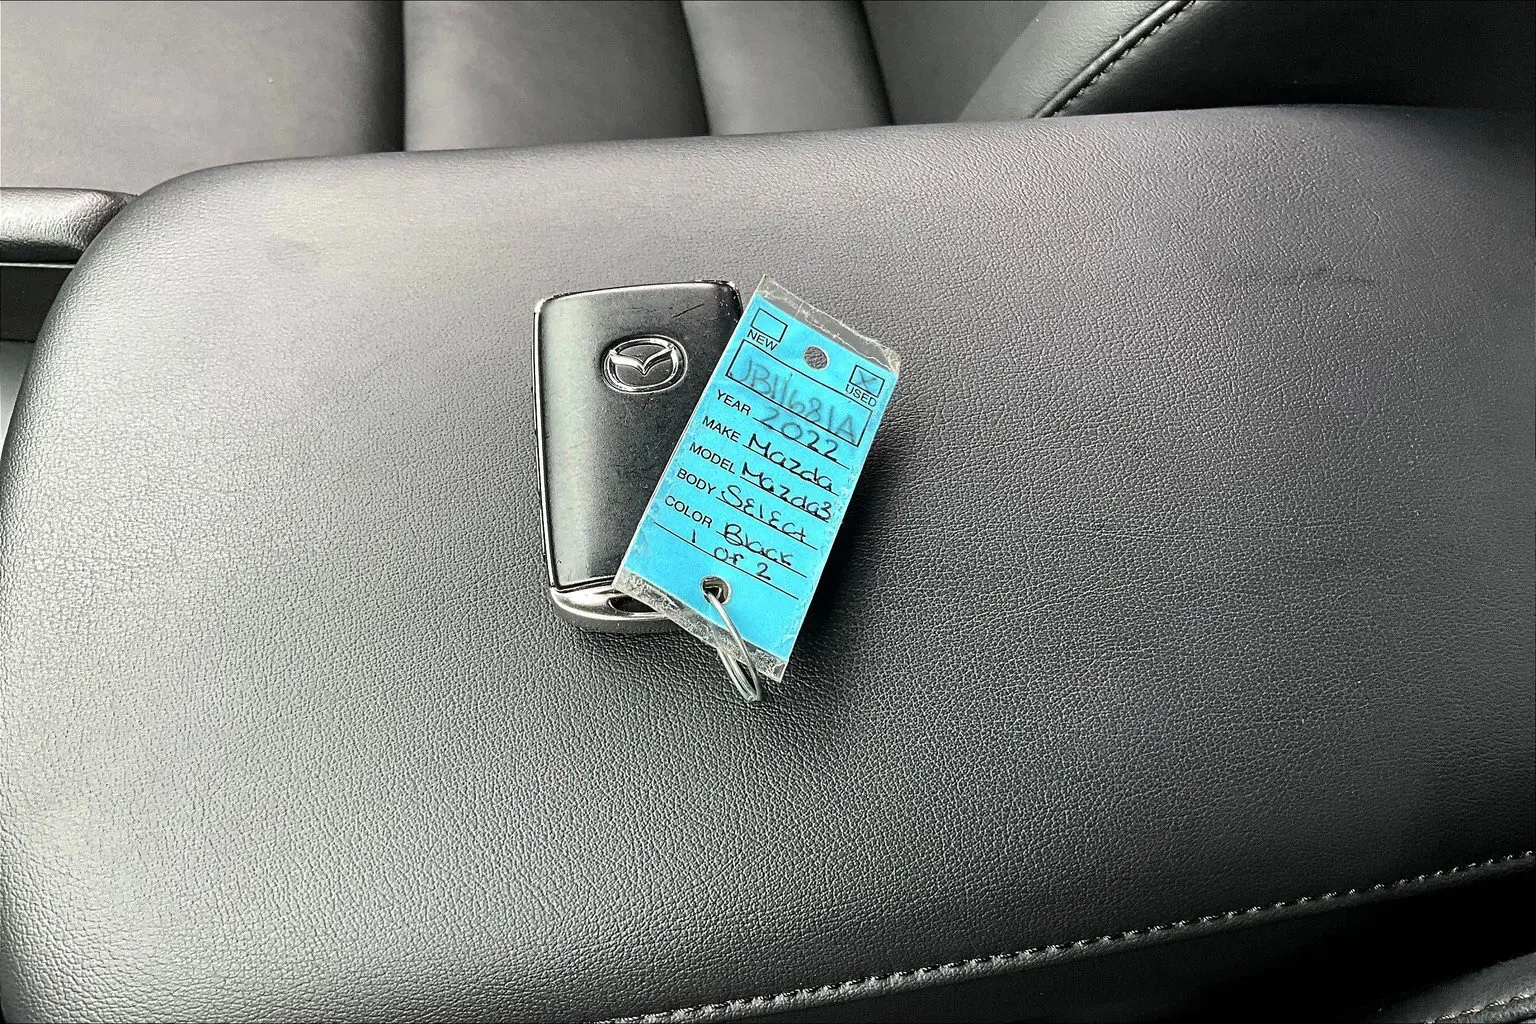 NEW
USED
JB11681A
YEAR 2022
MAKE Mazda
MODEL Mazda3
BODY Select
COLOR Black
1 of 2